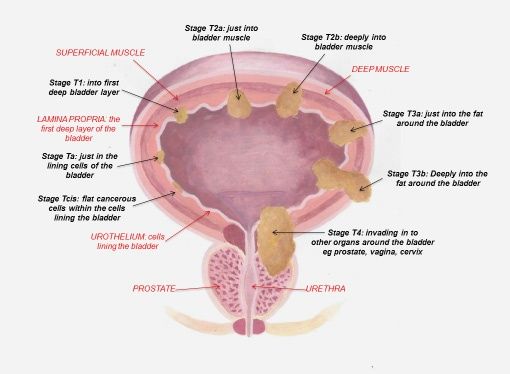 Stage T2a: just into
bladder muscle
Stage T2b: deeply into
bladder muscle
SUPERFICIAL MUSCLE
DEEP MUSCLE
Stage T1: into first
deep bladder layer
Stage T3a: just into the fat
around the bladder
LAMINA PROPRIA: the
first deep layer of the
bladder
Stage Ta: just in the
lining cells of the
bladder
Stage T3b: Deeply into the
fat around the bladder
Stage Tcis: flat cancerous
cells within the cells
lining the bladder
Stage T4: invading in to
other organs around the bladder
eg prostate, vagina, cervix
UROTHELIUM: cells
lining the bladder
PROSTATE
URETHRA